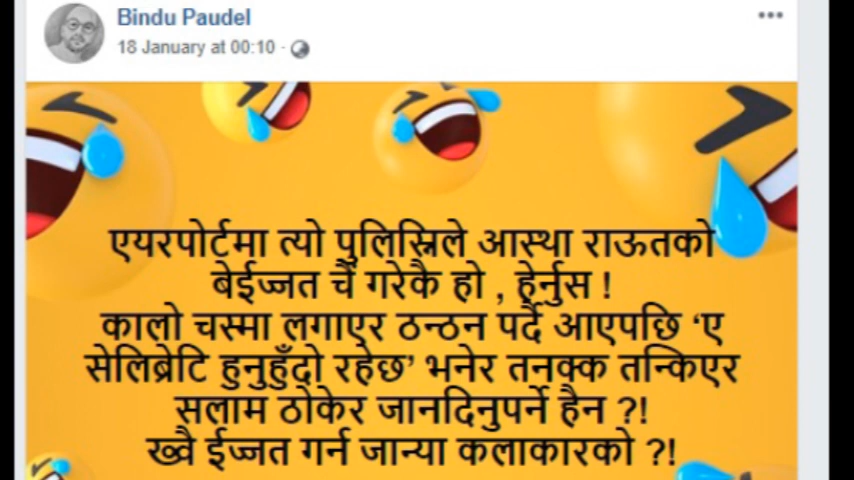 Bindu Paudel
18 January at 00:10 ·
एयरपोर्टमा त्यो पुलिस्निले आस्था राऊतको
बेईज्जत चैं गरेकै हो , हेर्नुस !
कालो चस्मा लगाएर ठन्ठन पर्दै आएपछि ‘ए
सेलिब्रेटि हुनुहुँदो रहेछ’ भनेर तनक्क तन्किएर
सलाम ठोकेर जानदिनुपर्ने हैन ?!
ख्वै ईज्जत गर्न जान्या कलाकारको ?!